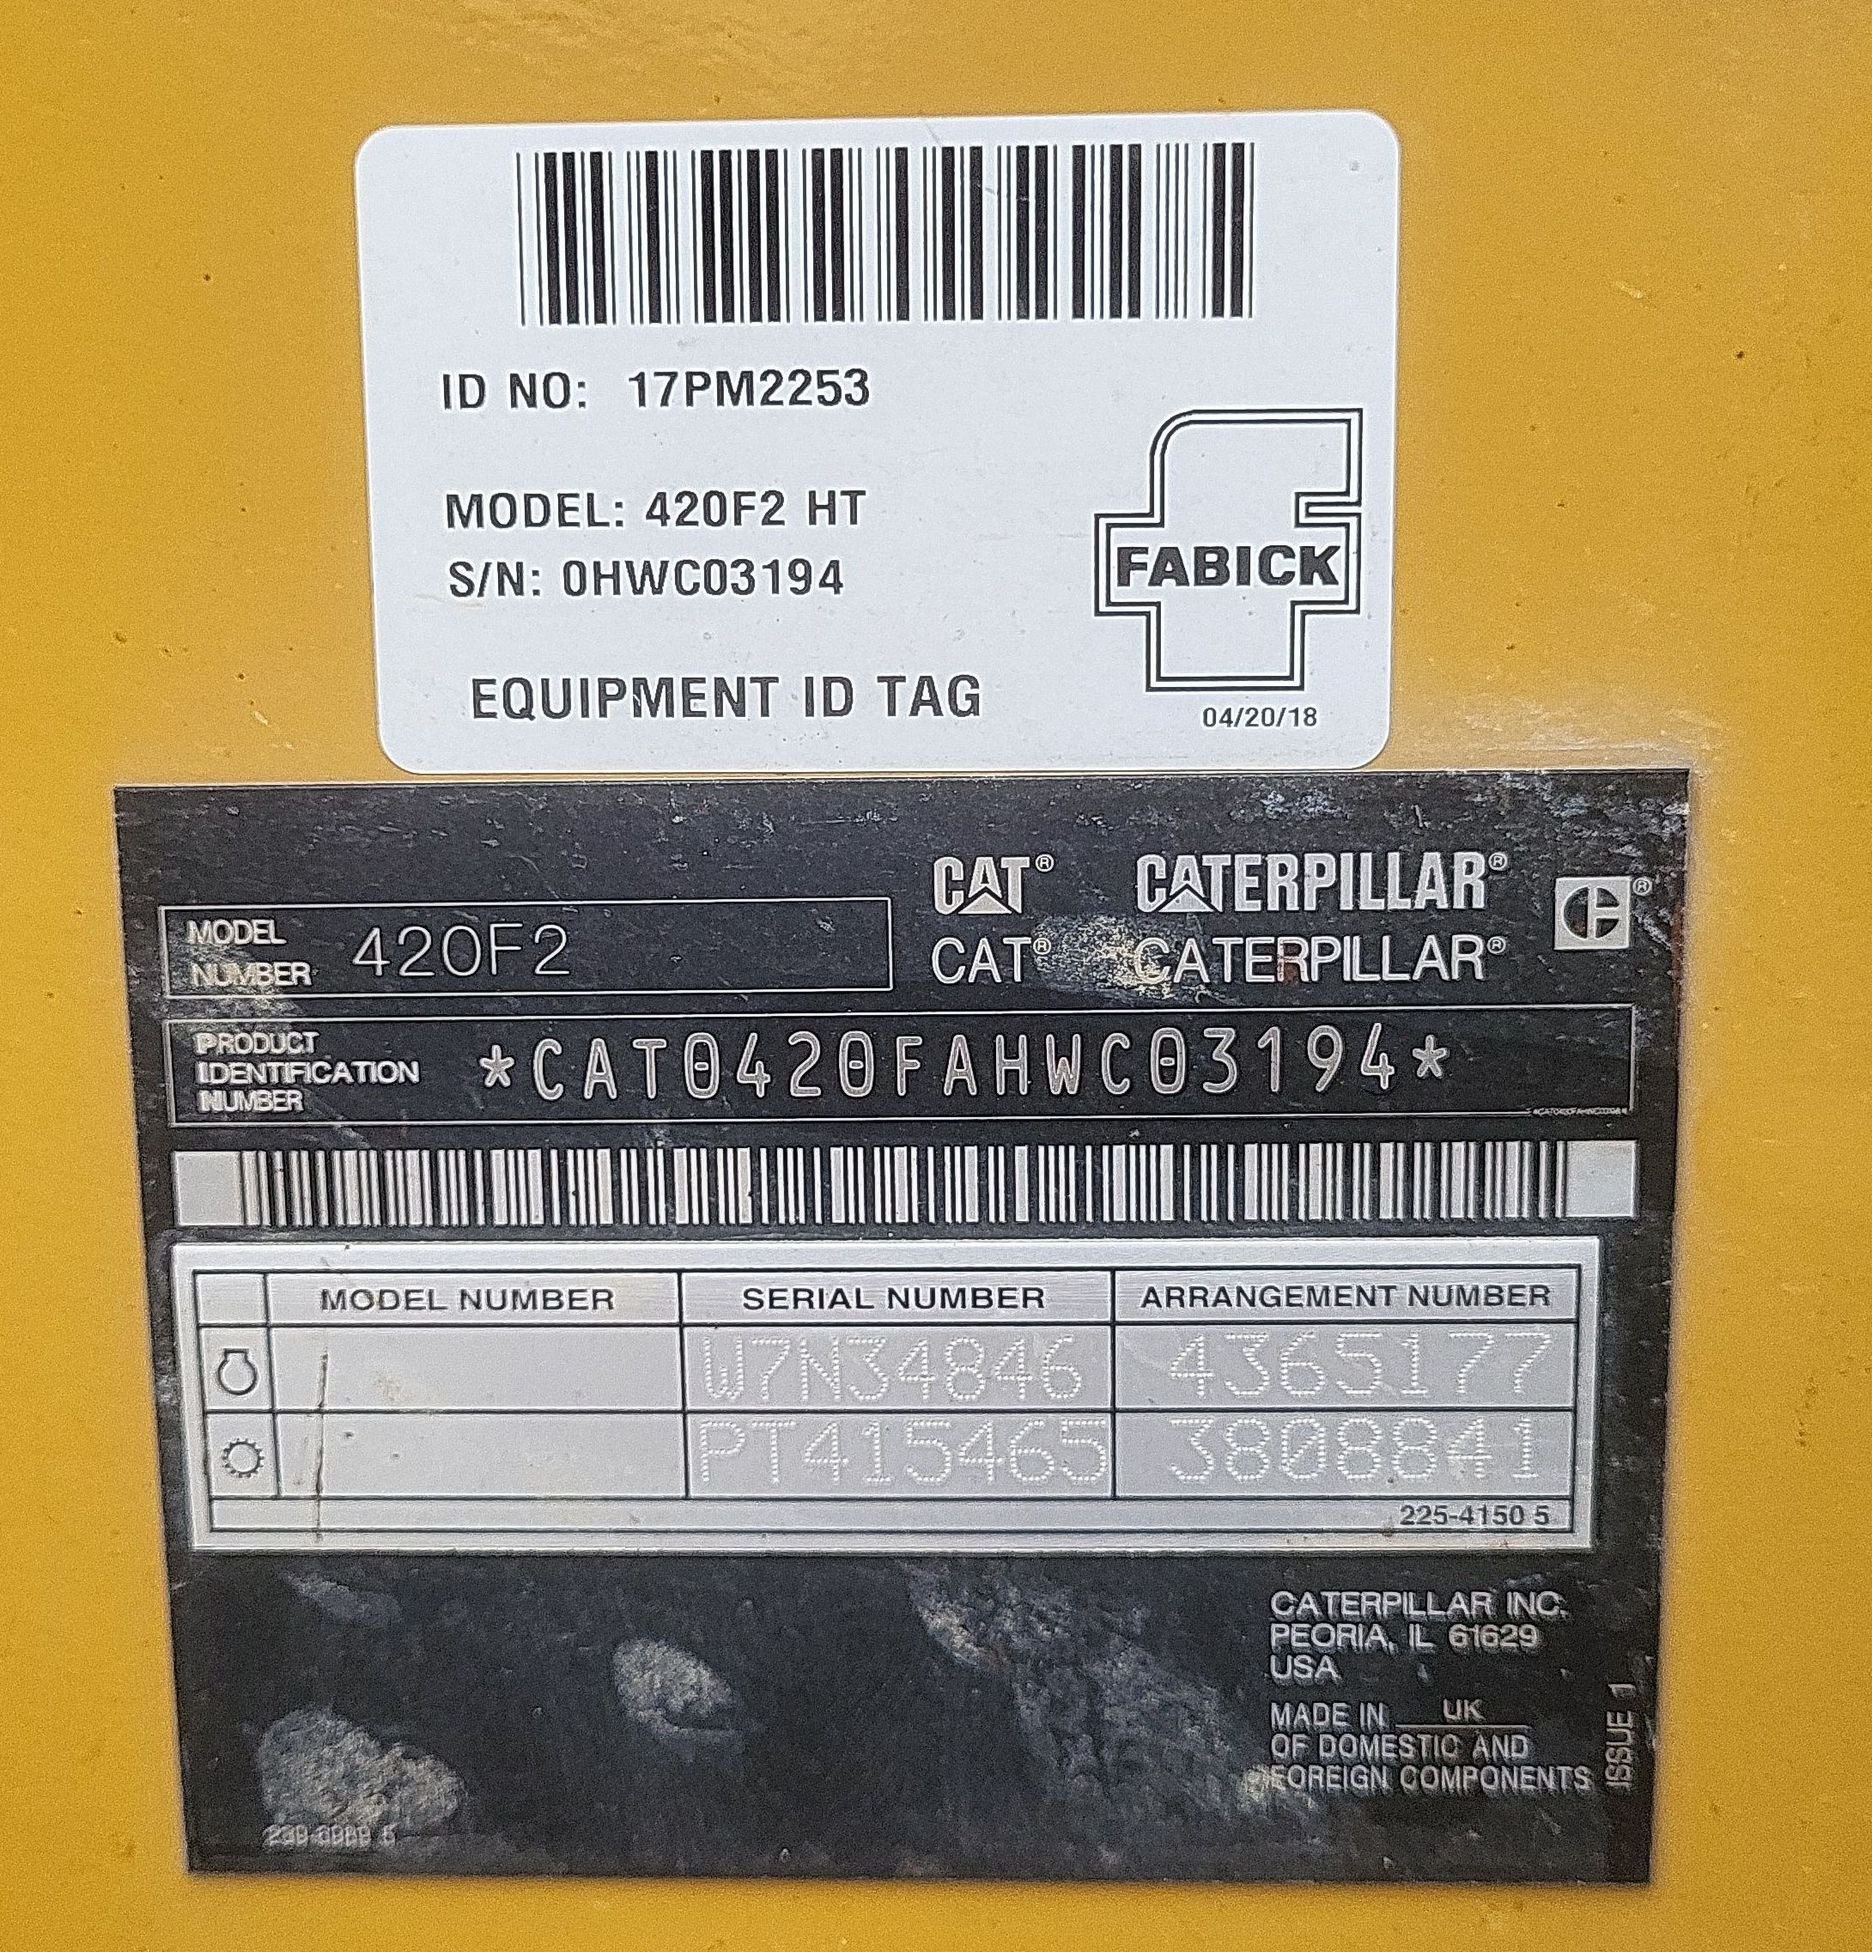 ID NO: 17PM2253
MODEL: 420F2 HT
S/N: 0HWC03194
FABICK
EQUIPMENT ID TAG
04/20/18
CAT® CATERPILLAR®
CAT® CATERPILLAR®
MODEL NUMBER 420F2
PRODUCT IDENTIFICATION NUMBER *CAT0420FAHWC03194*
MODEL NUMBER SERIAL NUMBER ARRANGEMENT NUMBER
W7N34846 4365177
PT415465 3808841
225-4150 5
CATERPILLAR INC.
PEORIA, IL 61629
USA
MADE IN UK
OF DOMESTIC AND
FOREIGN COMPONENTS
ISSUE 1